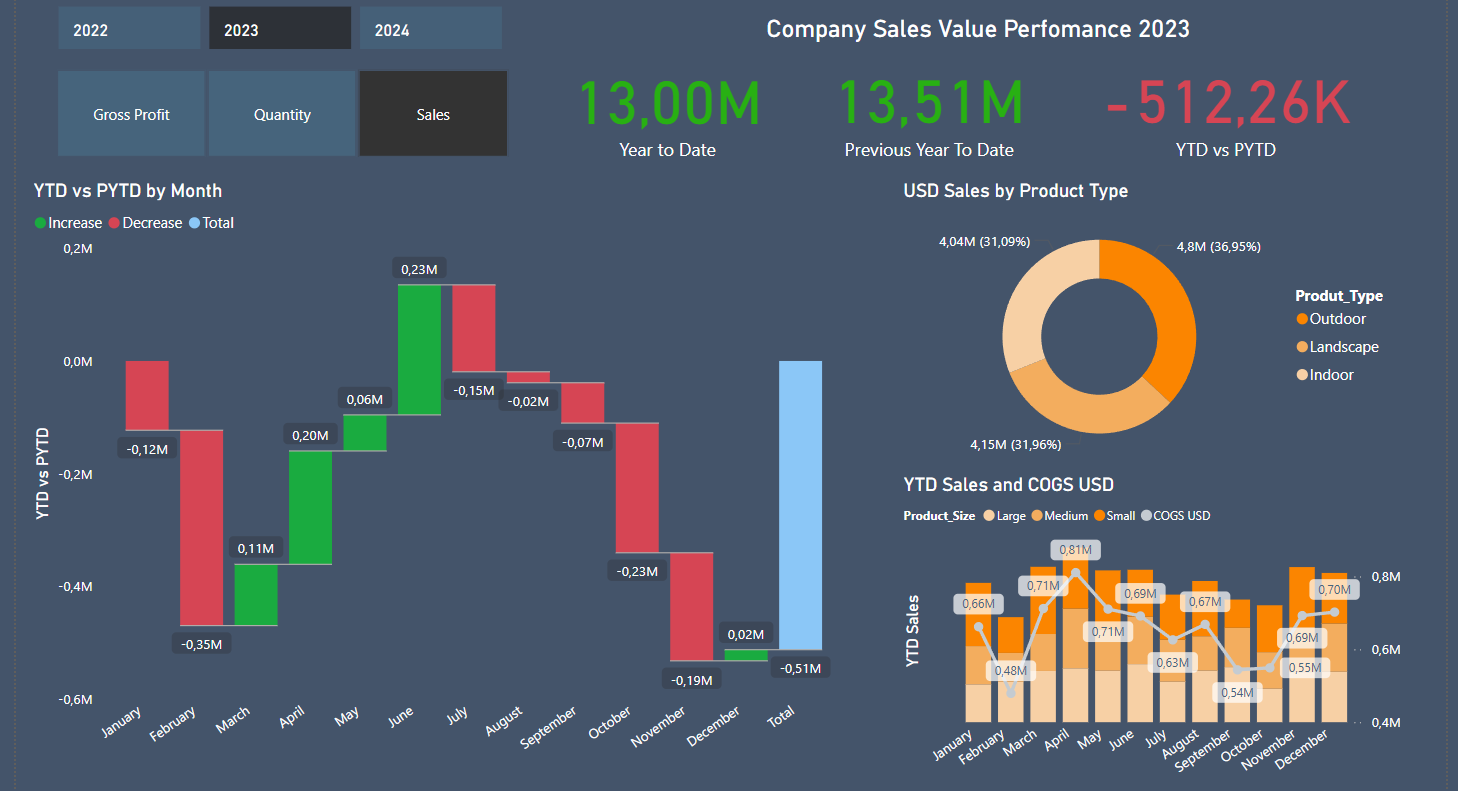 2022
2023
2024
Company Sales Value Perfomance 2023
Gross Profit
Quantity
Sales
13,00M
Year to Date
13,51M
Previous Year To Date
-512,26K
YTD vs PYTD
YTD vs PYTD by Month
Increase
Decrease
Total
YTD vs PYTD
0,2M
0,0M
-0,2M
-0,4M
-0,6M
-0,12M
-0,35M
0,11M
0,20M
0,06M
0,23M
-0,15M
-0,02M
-0,07M
-0,23M
-0,19M
0,02M
-0,51M
January
February
March
April
May
June
July
August
September
October
November
December
Total
USD Sales by Product Type
4,04M (31,09%)
4,8M (36,95%)
4,15M (31,96%)
Produt_Type
Outdoor
Landscape
Indoor
YTD Sales and COGS USD
Product_Size
Large
Medium
Small
COGS USD
YTD Sales
0,66M
0,48M
0,71M
0,81M
0,71M
0,69M
0,63M
0,67M
0,54M
0,55M
0,69M
0,70M
0,8M
0,6M
0,4M
January
February
March
April
May
June
July
August
September
October
November
December